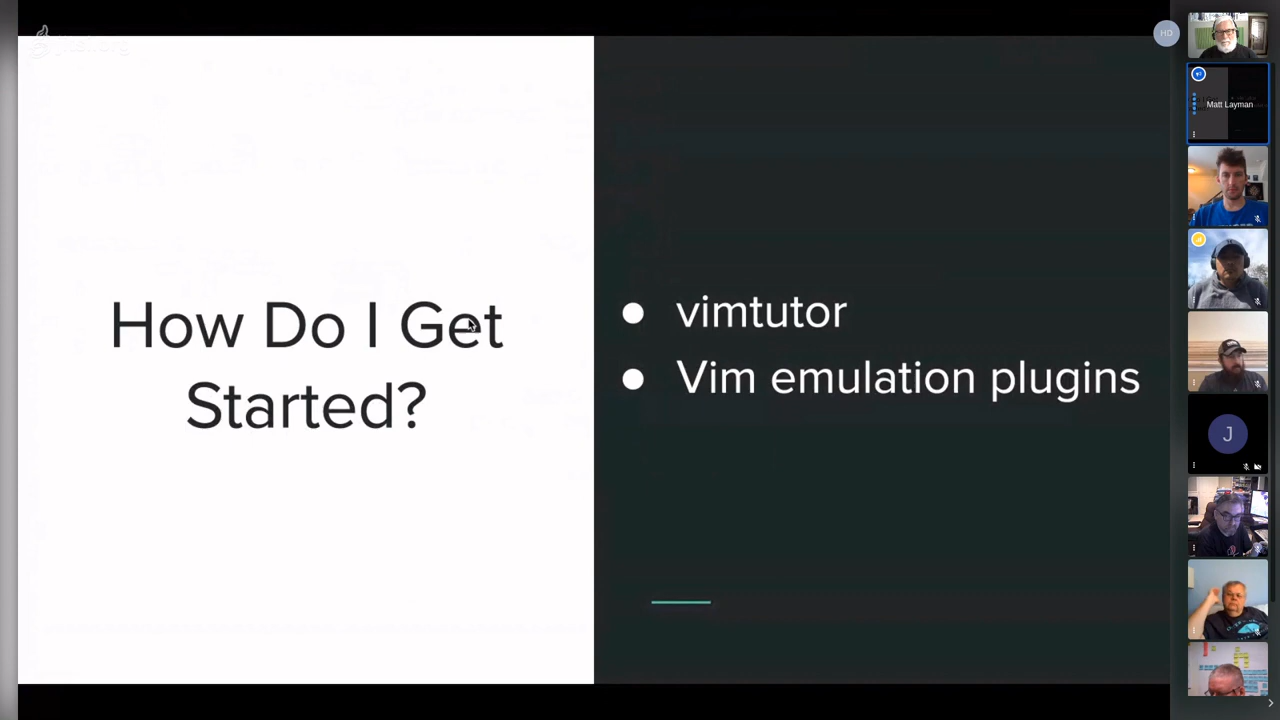 How Do I Get
Started?
● vimtutor
● Vim emulation plugins
HD
Matt Layman
J